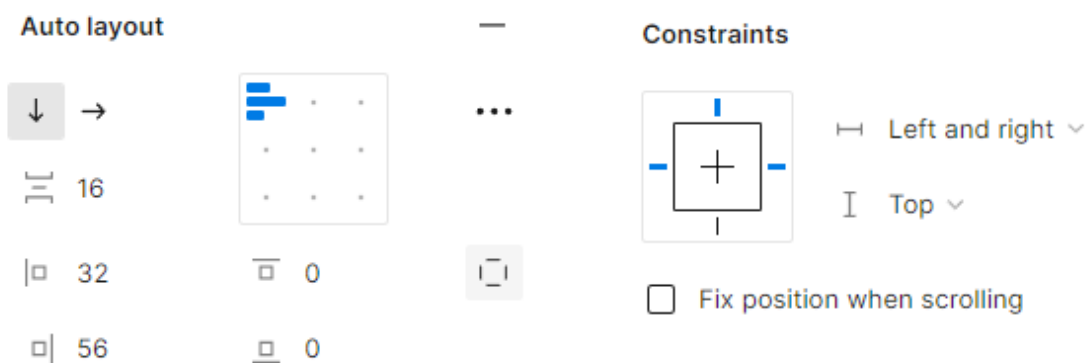 Auto layout
16
32 0
56 0
Constraints
Left and right
Top
Fix position when scrolling